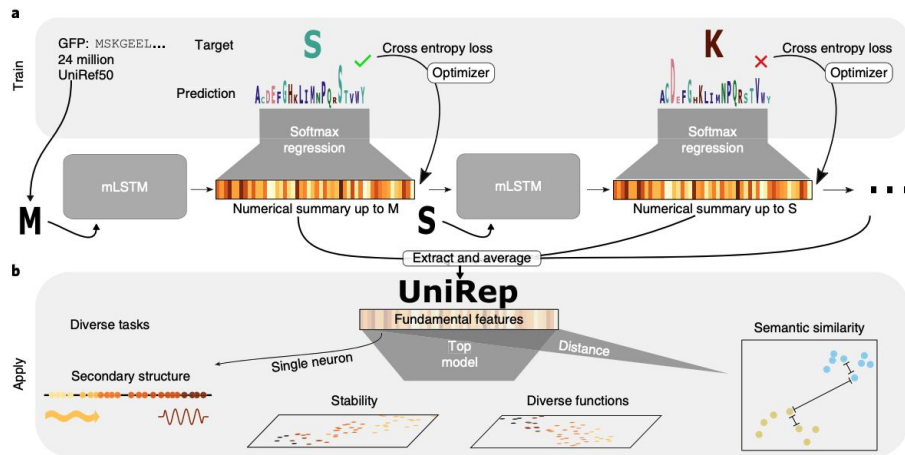 a
Train
GFP: MSKGEEL...
24 million
UniRef50
Target
S
Cross entropy loss
Optimizer
Prediction
ACDEFGHKLIMNPQRSTVWY
Softmax
regression
K
Cross entropy loss
Optimizer
ACDEFGHKLIMNPQRSTVWY
Softmax
regression
M
mLSTM
Numerical summary up to M
S
mLSTM
Numerical summary up to S
...
Extract and average
b
Apply
UniRep
Fundamental features
Top
model
Diverse tasks
Single neuron
Distance
Semantic similarity
Secondary structure
Stability
Diverse functions